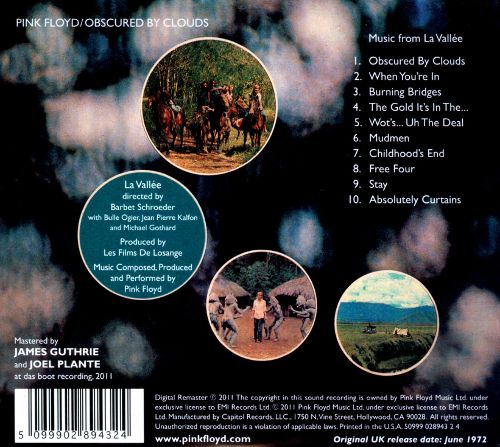 PINK FLOYD/OBSCURED BY CLOUDS
Music from La Vallée
1. Obscured By Clouds
2. When You're In
3. Burning Bridges
4. The Gold It's In The...
5. Wot's... Uh The Deal
6. Mudmen
7. Childhood's End
8. Free Four
9. Stay
10. Absolutely Curtains
La Vallée
directed by
Barbet Schroeder
with Bulle Ogier, Jean Pierre Kalfon
and Michael Gothard
Produced by
Les Films De Losange
Music Composed, Produced
and Performed by
Pink Floyd
Mastered by
JAMES GUTHRIE
and JOEL PLANTE
at das boot recording, 2011
5 099902 894324
Digital Remaster ℗ 2011 The copyright in this sound recording is owned by Pink Floyd Music Ltd. under
exclusive license to EMI Records Ltd. © 2011 Pink Floyd Music Ltd. under exclusive license to EMI Records
Ltd. Manufactured by Capitol Records, LLC., 1750 N. Vine Street, Hollywood, CA 90028. All rights reserved.
Unauthorized copying is a violation of applicable laws. Printed in the U.S.A. 50999 028943 2 4
www.pinkfloyd.com
Original UK release date: June 1972